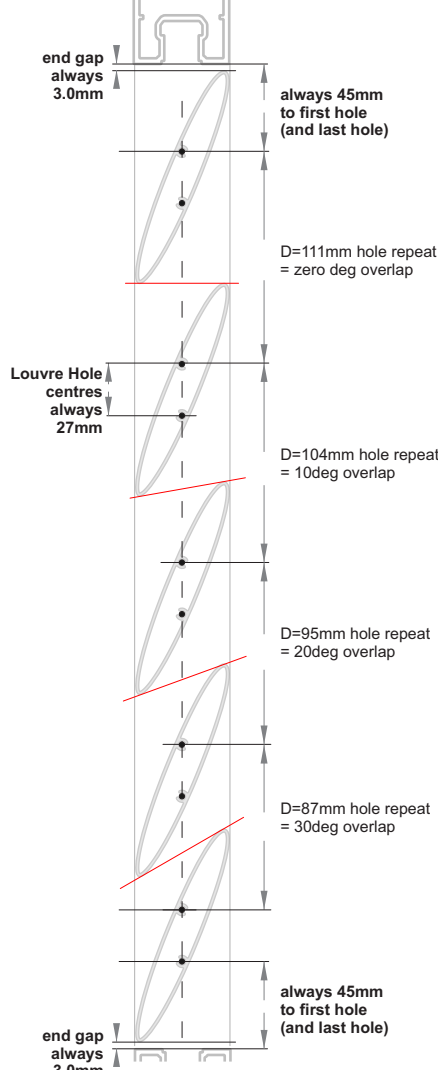 end gap
always
3.0mm
always 45mm
to first hole
(and last hole)
D=111mm hole repeat
= zero deg overlap
Louvre Hole
centres
always
27mm
D=104mm hole repeat
= 10deg overlap
D=95mm hole repeat
= 20deg overlap
D=87mm hole repeat
= 30deg overlap
always 45mm
to first hole
(and last hole)
end gap
always
3.0mm